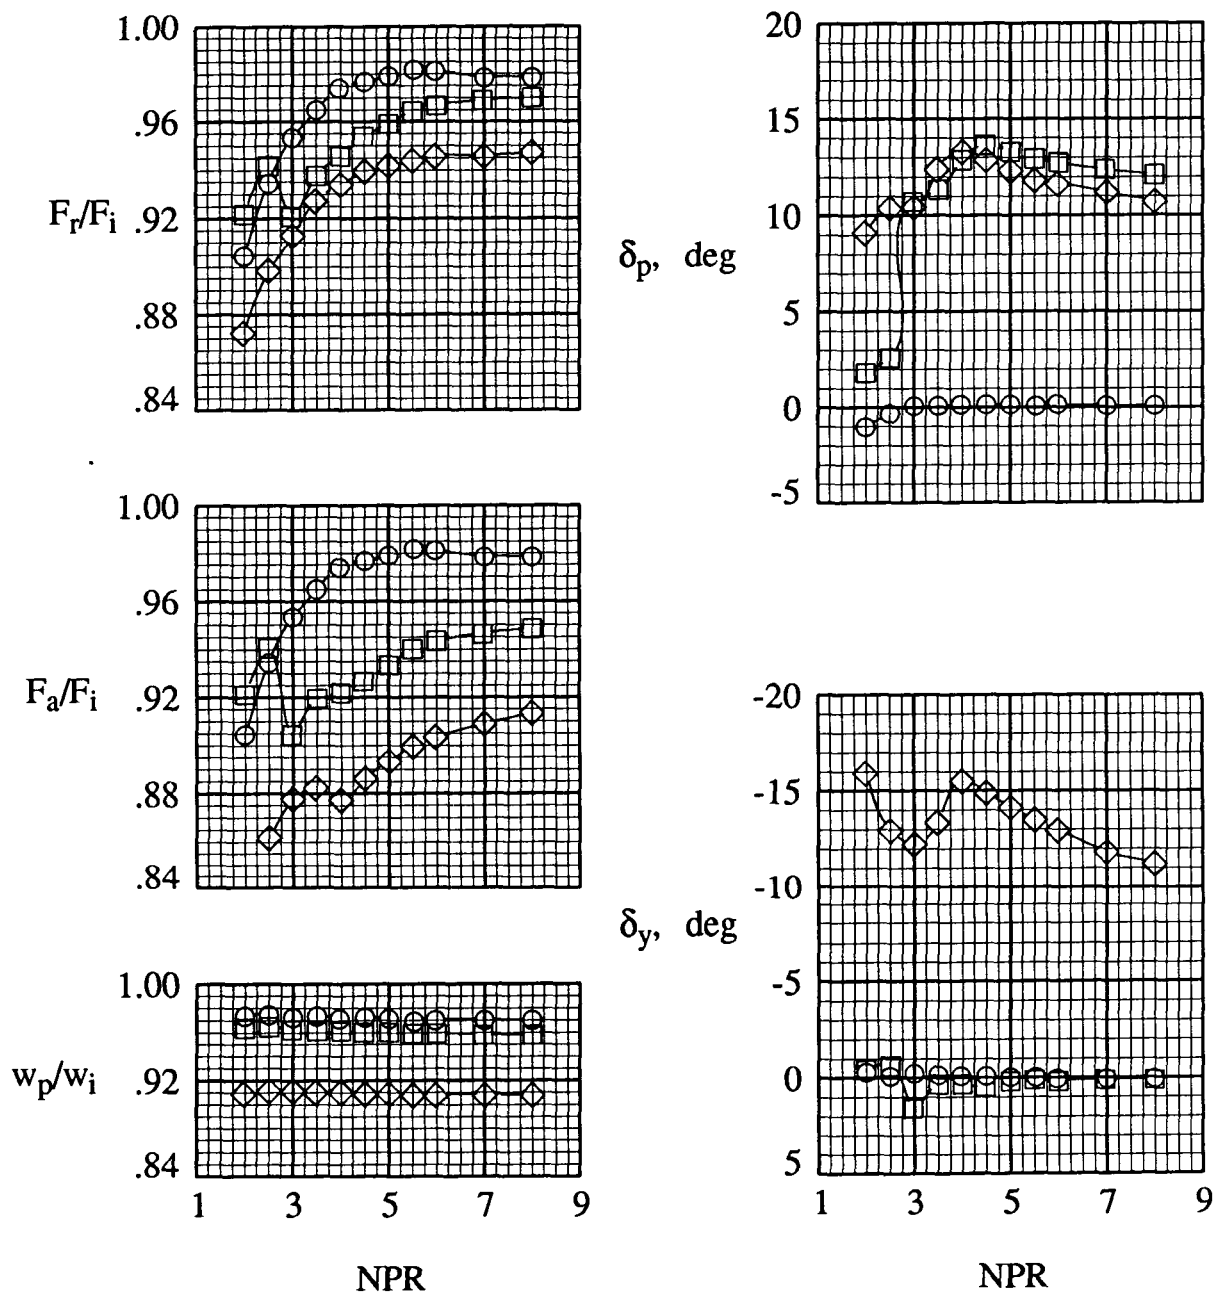 1.00
.96
F_r/F_i
.92
.88
.84
1.00
.96
F_a/F_i
.92
.88
.84
1.00
w_p/w_i
.92
.84
1 3 5 7 9
NPR
20
15
10
δ_p, deg
5
0
-5
-20
-15
-10
δ_y, deg
-5
0
5
1 3 5 7 9
NPR